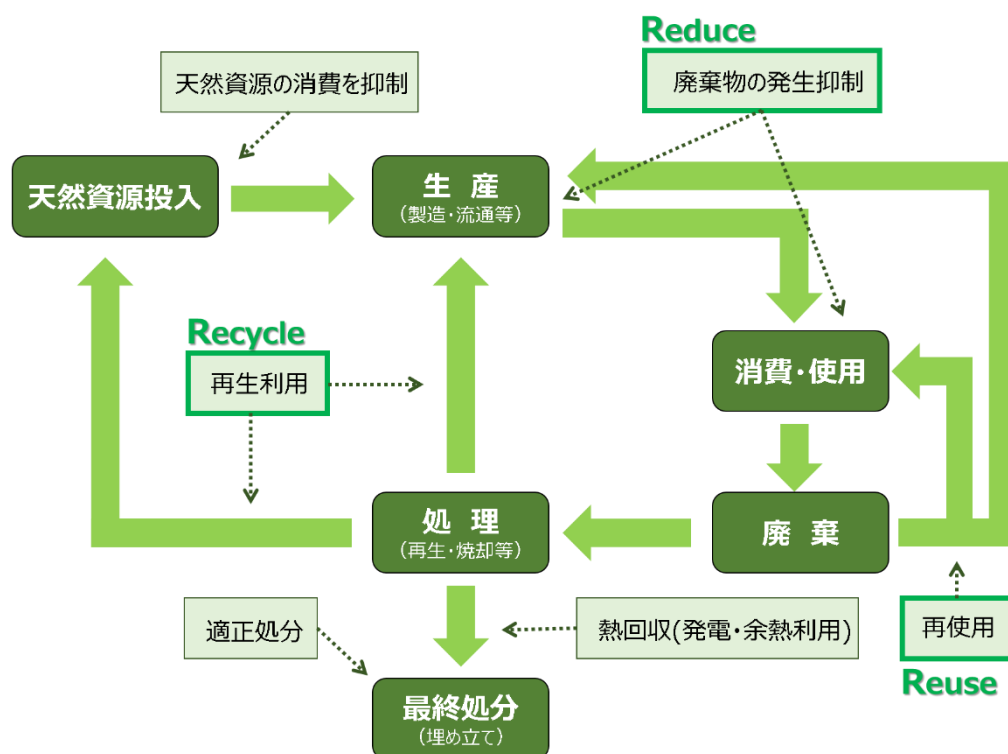 Reduce
天然資源の消費を抑制
廃棄物の発生抑制
天然資源投入
生 産
（製造・流通等）
Recycle
再生利用
消費・使用
処 理
（再生・焼却等）
廃 棄
適正処分
熱回収(発電・余熱利用)
再使用
Reuse
最終処分
（埋め立て）